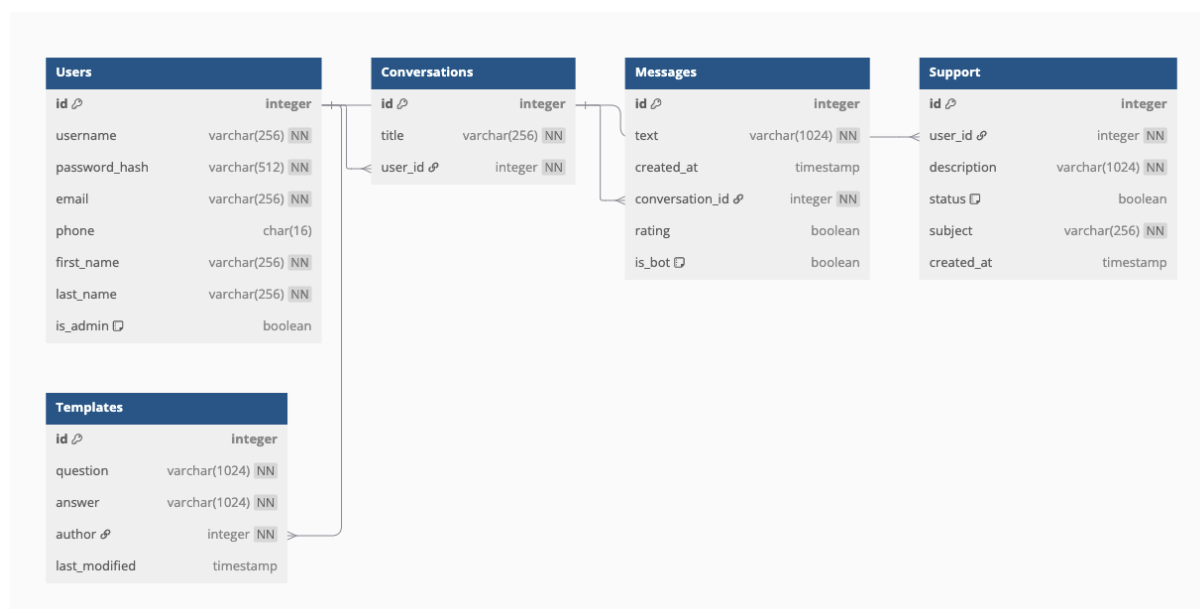 Users
id integer
username varchar(256) NN
password_hash varchar(512) NN
email varchar(256) NN
phone char(16)
first_name varchar(256) NN
last_name varchar(256) NN
is_admin boolean
Conversations
id integer
title varchar(256) NN
user_id integer NN
Messages
id integer
text varchar(1024) NN
created_at timestamp
conversation_id integer NN
rating boolean
is_bot boolean
Support
id integer
user_id integer NN
description varchar(1024) NN
status boolean
subject varchar(256) NN
created_at timestamp
Templates
id integer
question varchar(1024) NN
answer varchar(1024) NN
author integer NN
last_modified timestamp